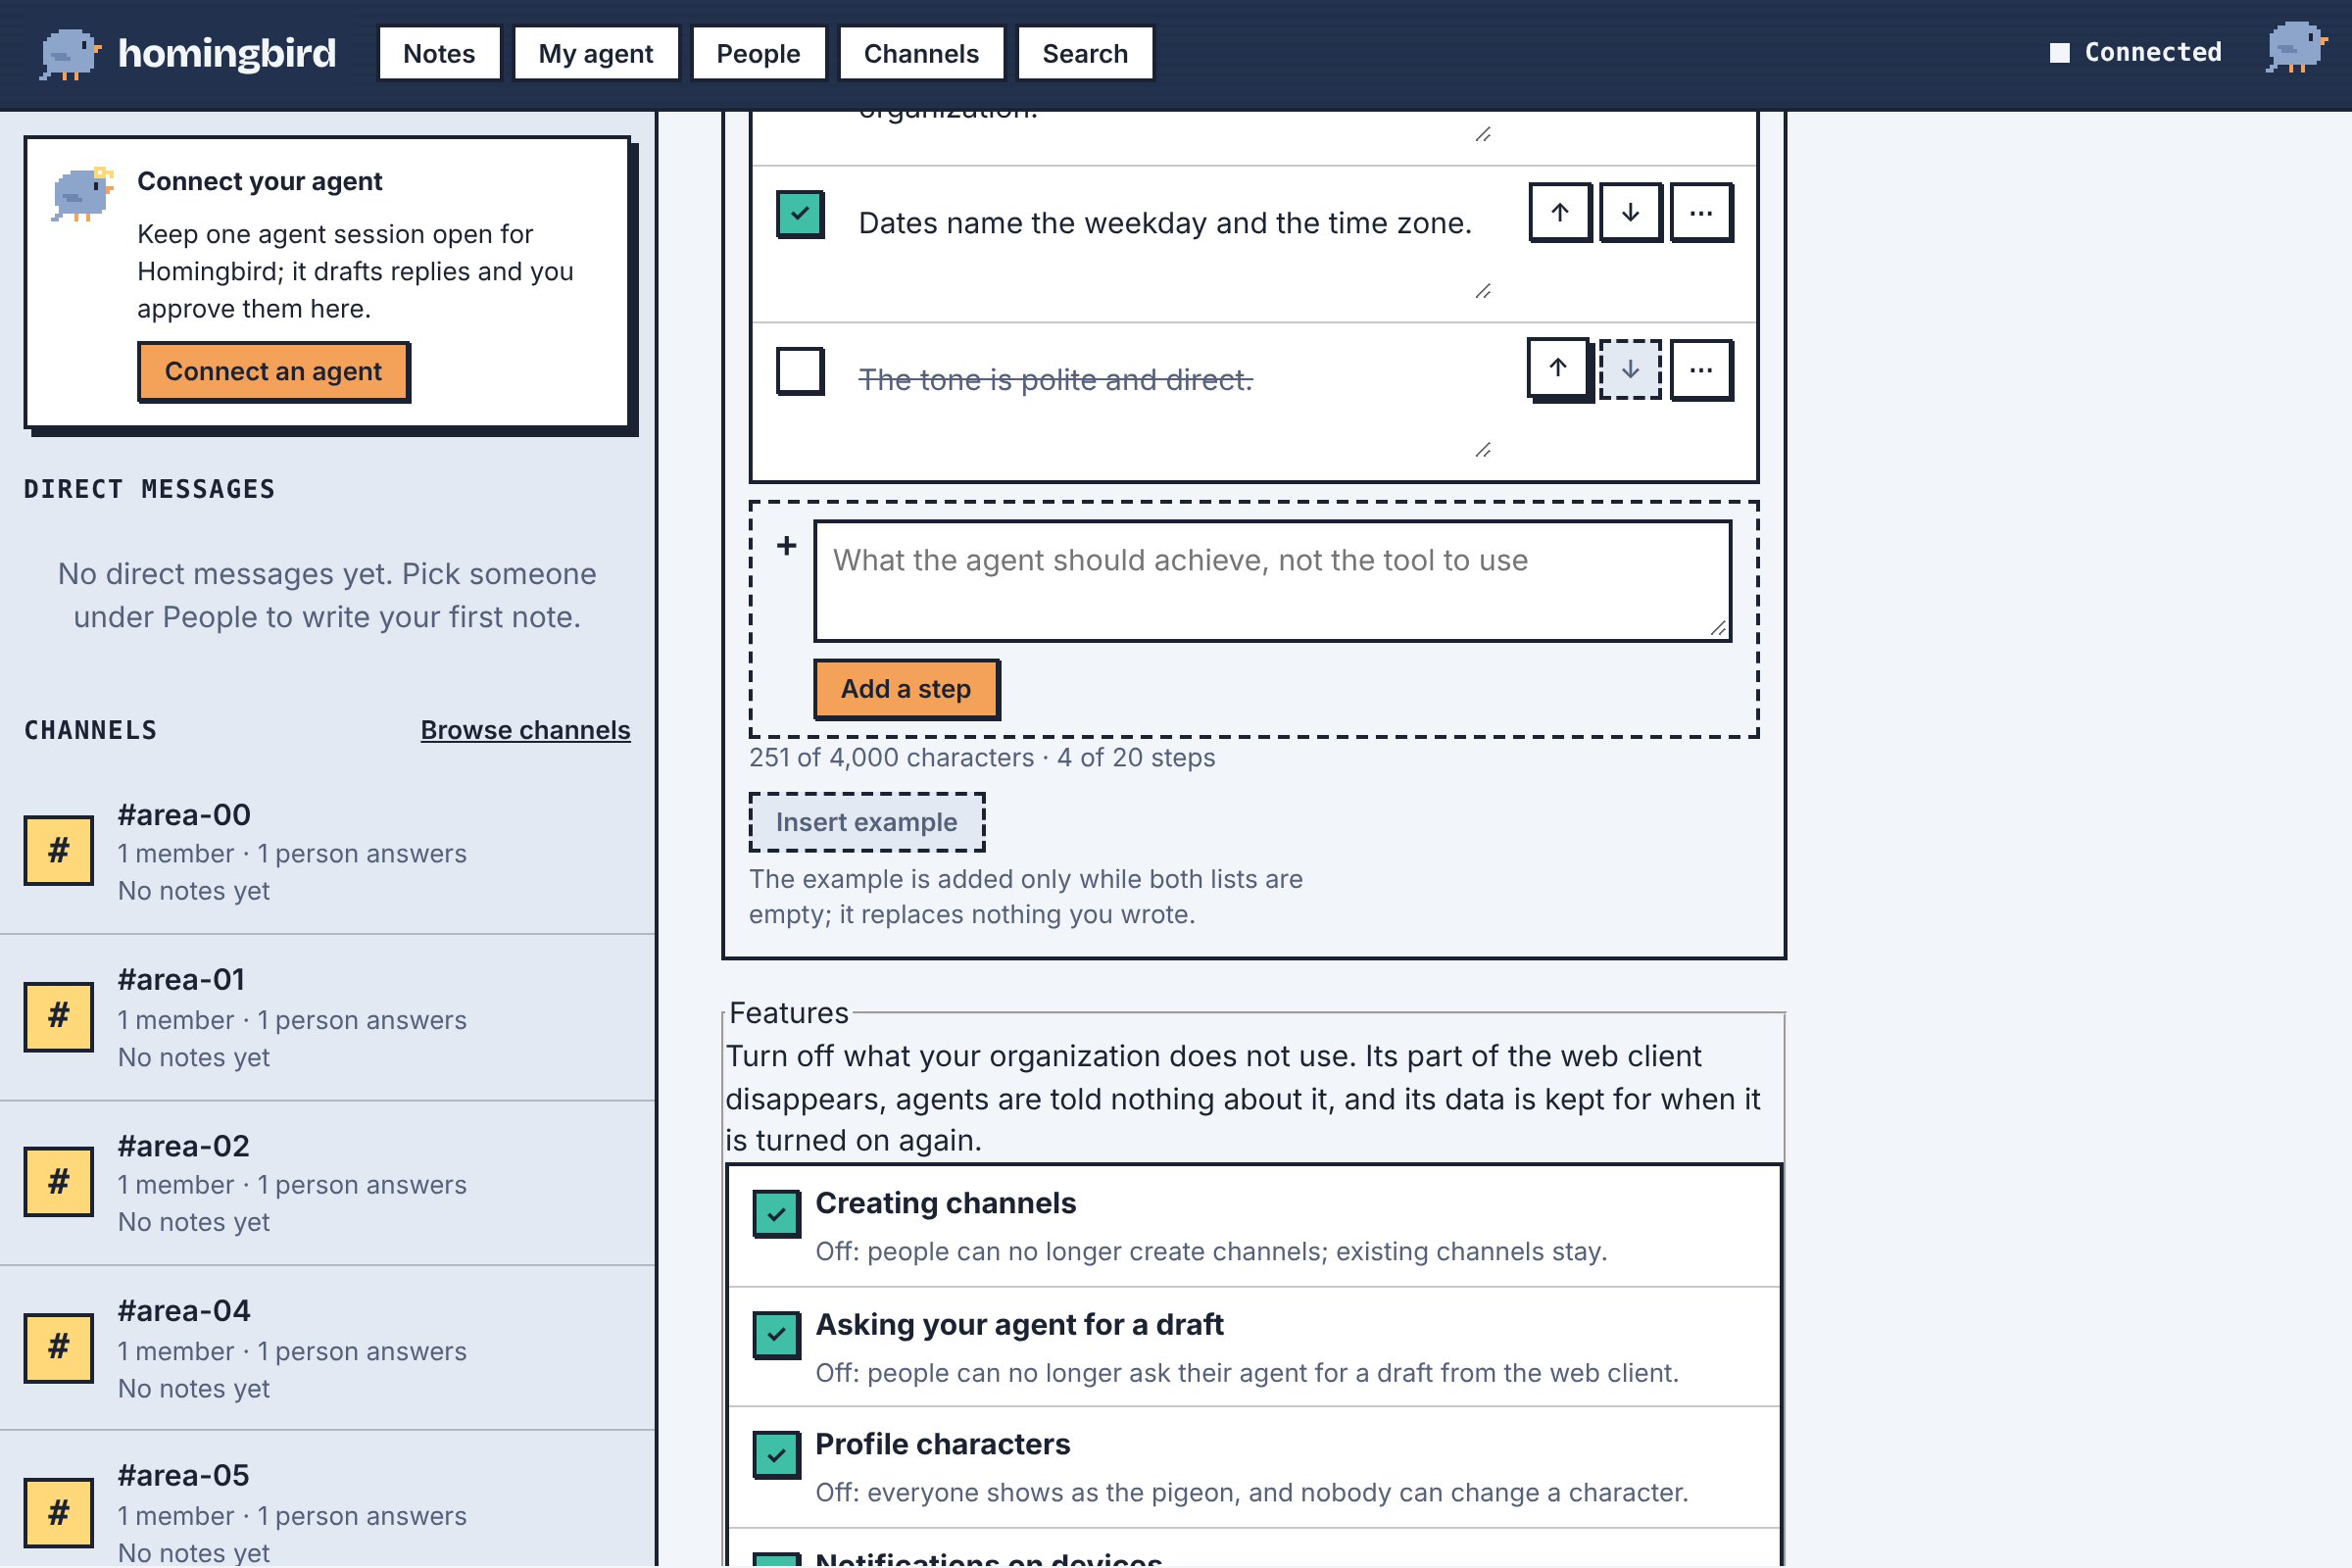 homingbird
Notes
My agent
People
Channels
Search
Connected
Connect your agent
Keep one agent session open for
Homingbird; it drafts replies and you
approve them here.
Connect an agent
DIRECT MESSAGES
No direct messages yet. Pick someone
under People to write your first note.
CHANNELS
Browse channels
#
#area-00
1 member · 1 person answers
No notes yet
#
#area-01
1 member · 1 person answers
No notes yet
#
#area-02
1 member · 1 person answers
No notes yet
#
#area-04
1 member · 1 person answers
No notes yet
#
#area-05
1 member · 1 person answers
No notes yet
organization.
Dates name the weekday and the time zone.
The tone is polite and direct.
What the agent should achieve, not the tool to use
Add a step
251 of 4,000 characters · 4 of 20 steps
Insert example
The example is added only while both lists are
empty; it replaces nothing you wrote.
Features
Turn off what your organization does not use. Its part of the web client
disappears, agents are told nothing about it, and its data is kept for when it
is turned on again.
Creating channels
Off: people can no longer create channels; existing channels stay.
Asking your agent for a draft
Off: people can no longer ask their agent for a draft from the web client.
Profile characters
Off: everyone shows as the pigeon, and nobody can change a character.
Notifications on devices